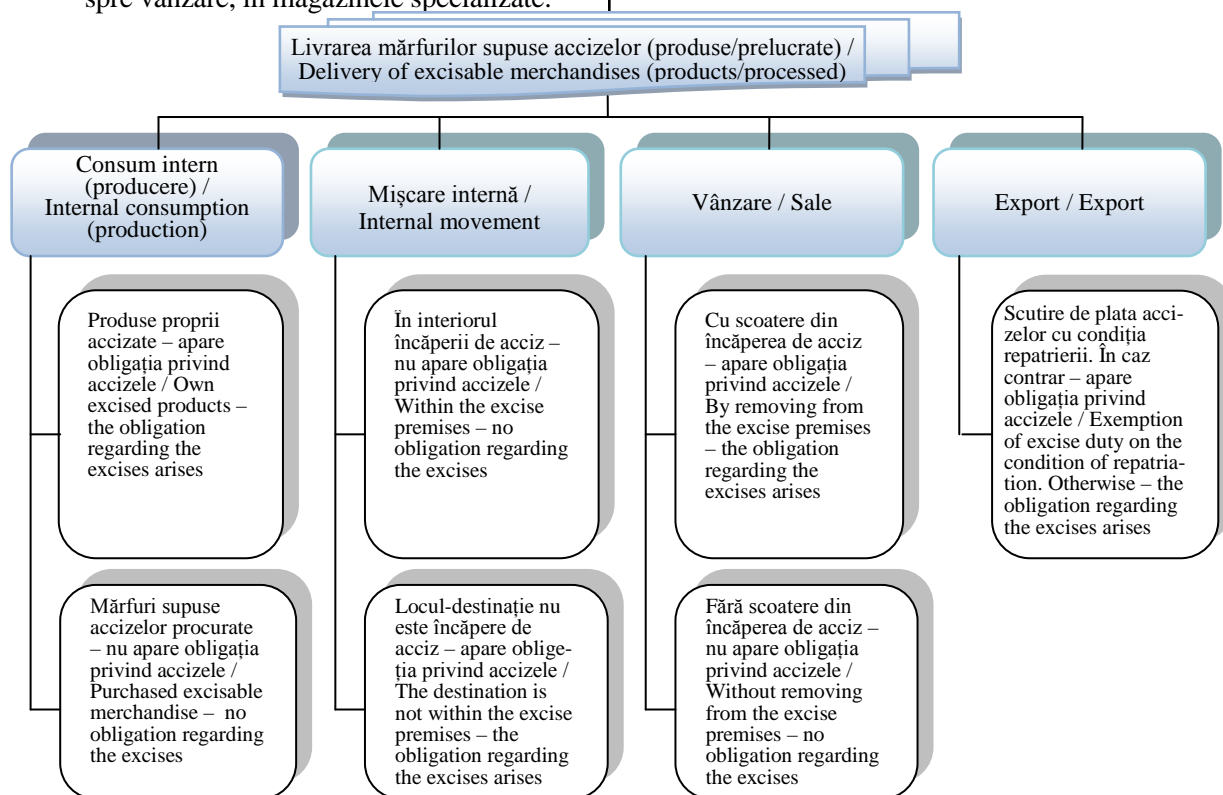 spre vânzare, în magazinele specializate.
Livrarea mărfurilor supuse accizelor (produse/prelucrate) /
Delivery of excisable merchandises (products/processed)
Consum intern
(producere) /
Internal consumption
(production)
Mișcare internă /
Internal movement
Vânzare / Sale
Export / Export
Produse proprii
accizate – apare
obligația privind
accizele / Own
excised products –
the obligation
regarding the
excises arises
În interiorul
încăperii de acciz –
nu apare obligația
privind accizele /
Within the excise
premises – no
obligation regarding
the excises
Cu scoatere din
încăperea de acciz
– apare obligația
privind accizele /
By removing from
the excise premises
– the obligation
regarding the
excises arises
Scutire de plata acci-
zelor cu condiția
repatrierii. În caz
contrar – apare
obligația privind
accizele / Exemption
of excise duty on the
condition of repatria-
tion. Otherwise – the
obligation regarding
the excises arises
Mărfuri supuse
accizelor procurate
– nu apare obligația
privind accizele /
Purchased excisable
merchandise – no
obligation regarding
the excises
Locul-destinație nu
este încăpere de
acciz – apare oblige-
ția privind accizele /
The destination is
not within the excise
premises – the
obligation regarding
the excises arises
Fără scoatere din
încăperea de acciz –
nu apare obligația
privind accizele /
Without removing
from the excise
premises – no
obligation regarding
the excises